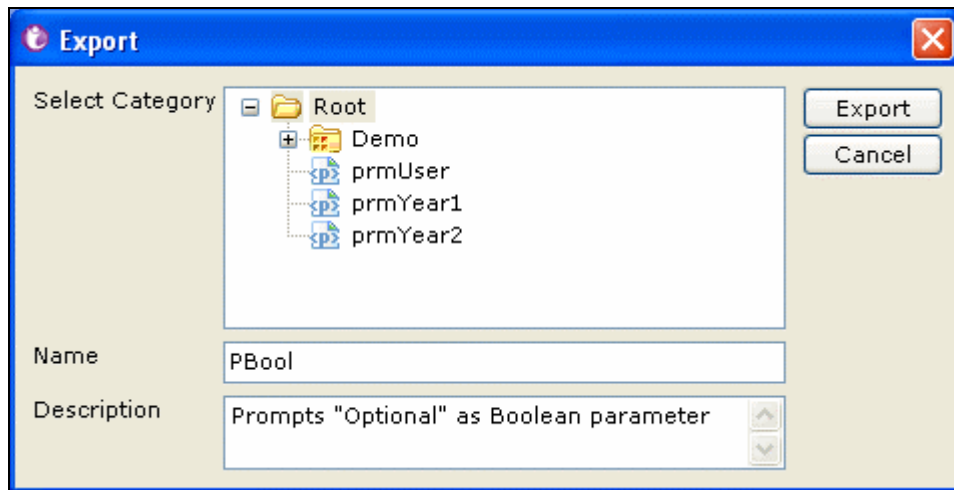 Export
Select Category
Root
Demo
prmUser
prmYear1
prmYear2
Export
Cancel
Name
PBool
Description
Prompts "Optional" as Boolean parameter